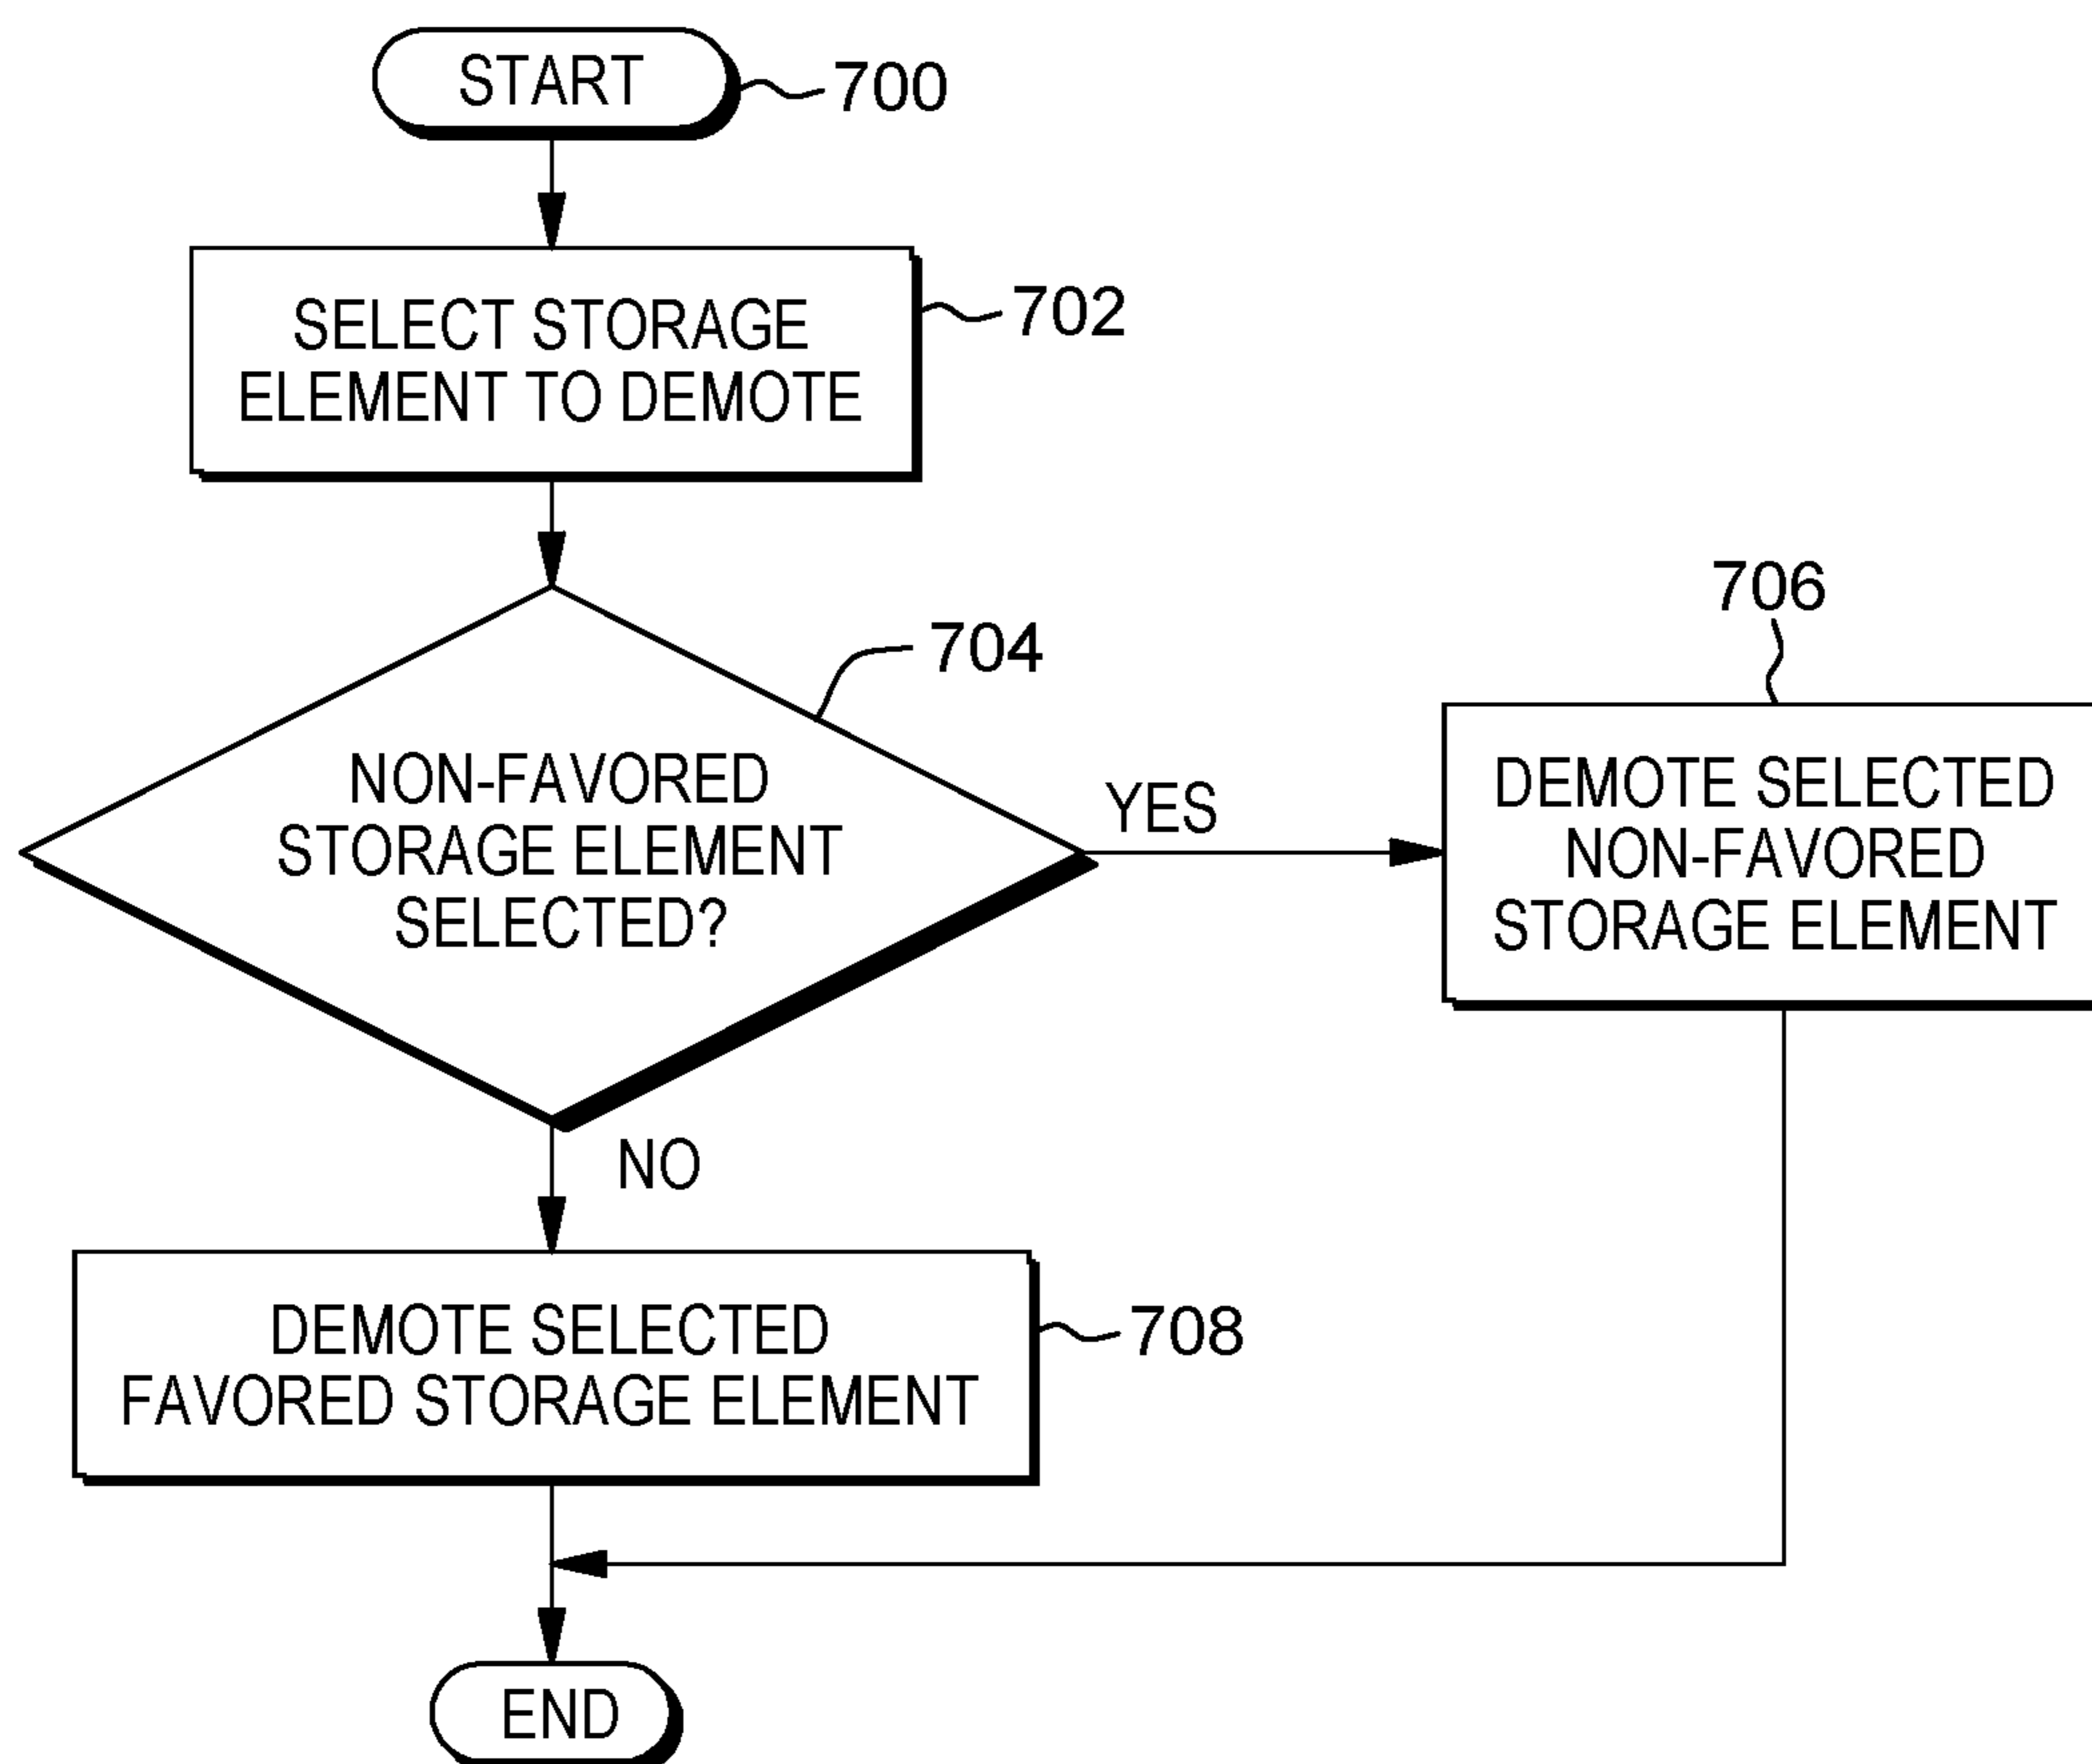 START
700
SELECT STORAGE
ELEMENT TO DEMOTE
702
704
NON-FAVORED
STORAGE ELEMENT
SELECTED?
YES
706
DEMOTE SELECTED
NON-FAVORED
STORAGE ELEMENT
NO
DEMOTE SELECTED
FAVORED STORAGE ELEMENT
708
END